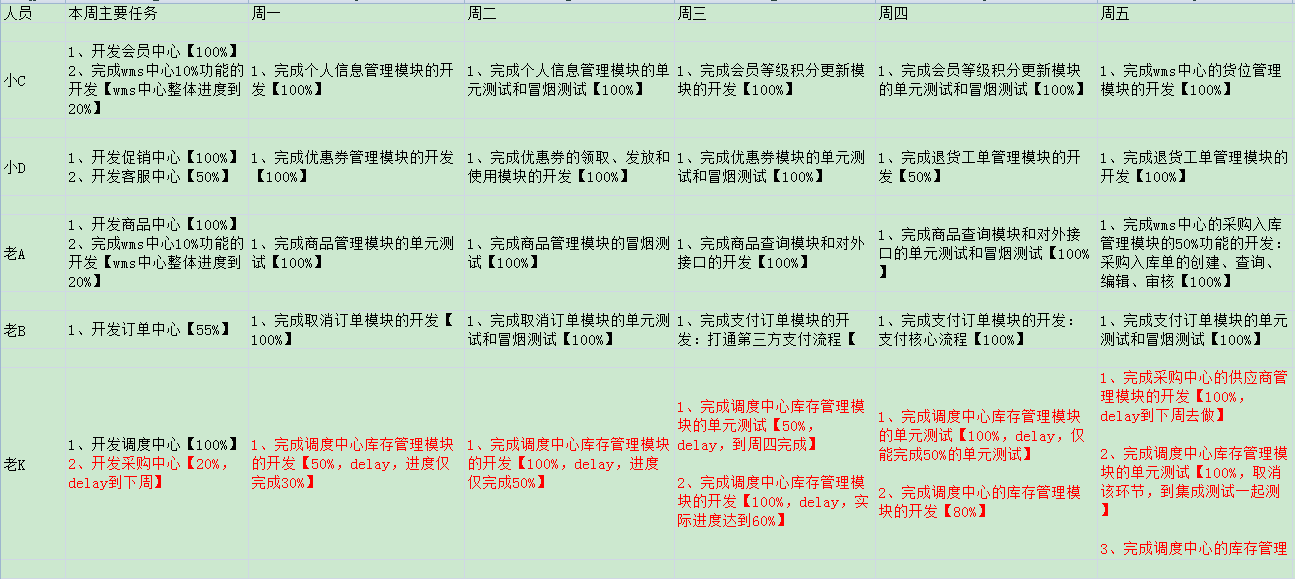 人员
本周主要任务
周一
周二
周三
周四
周五
小C
1、开发会员中心【100%】
2、完成wms中心10%功能的
开发【wms中心整体进度到
20%】
1、完成个人信息管理模块的开
发【100%】
1、完成个人信息管理模块的单
元测试和冒烟测试【100%】
1、完成会员等级积分更新模
块的开发【100%】
1、完成会员等级积分更新模块
的单元测试和冒烟测试【100%】
1、完成wms中心的货位管理
模块的开发【100%】
小D
1、开发促销中心【100%】
2、开发客服中心【50%】
1、完成优惠券管理模块的开发
【100%】
1、完成优惠券的领取、发放和
使用模块的开发【100%】
1、完成优惠券模块的单元测
试和冒烟测试【100%】
1、完成退货工单管理模块的开
发【50%】
1、完成退货工单管理模块的
开发【100%】
老A
1、开发商品中心【100%】
2、完成wms中心10%功能的
开发【wms中心整体进度到
20%】
1、完成商品管理模块的单元测
试【100%】
1、完成商品管理模块的冒烟测
试【100%】
1、完成商品查询模块和对外
接口的开发【100%】
1、完成商品查询模块和对外接
口的单元测试和冒烟测试【100%
】
1、完成wms中心的采购入库
管理模块的50%功能的开发：
采购入库单的创建、查询、
编辑、审核【100%】
老B
1、开发订单中心【55%】
1、完成取消订单模块的开发【
100%】
1、完成取消订单模块的单元测
试和冒烟测试【100%】
1、完成支付订单模块的开
发：打通第三方支付流程【
1、完成支付订单模块的开发：
支付核心流程【100%】
1、完成支付订单模块的单元
测试和冒烟测试【100%】
老K
1、开发调度中心【100%】
2、开发采购中心【20%，
delay到下周】
1、完成调度中心库存管理模块
的开发【50%，delay，进度仅
完成30%】
1、完成调度中心库存管理模块
的开发【100%，delay，进度
仅完成50%】
1、完成调度中心库存管理模块
的单元测试【50%，
delay，到周四完成】
2、完成调度中心库存管理模
块的开发【100%，delay，实
际进度达到60%】
1、完成调度中心库存管理模块
的单元测试【100%，delay，仅
能完成50%的单元测试】
2、完成调度中心的库存管理模
块的开发【80%】
1、完成采购中心的供应商管
理模块的开发【100%，
delay到下周去做】
2、完成调度中心库存管理模
块的单元测试【100%，取消
该环节，到集成测试一起测
】
3、完成调度中心的库存管理